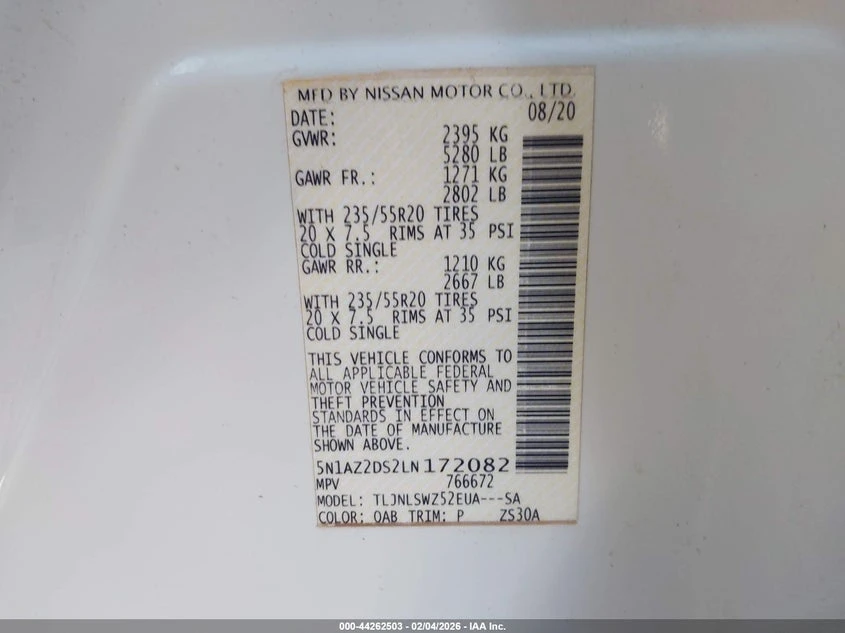 MFD BY NISSAN MOTOR CO., LTD.
DATE: 08/20
GVWR: 2395 KG
5280 LB
GAWR FR.: 1271 KG
2802 LB
WITH 235/55R20 TIRES
20 X 7.5 RIMS AT 35 PSI
COLD SINGLE
GAWR RR.: 1210 KG
2667 LB
WITH 235/55R20 TIRES
20 X 7.5 RIMS AT 35 PSI
COLD SINGLE
THIS VEHICLE CONFORMS TO
ALL APPLICABLE FEDERAL
MOTOR VEHICLE SAFETY AND
THEFT PREVENTION
STANDARDS IN EFFECT ON
THE DATE OF MANUFACTURE
SHOWN ABOVE.
5N1AZ2DS2LN172082
MPV 766672
MODEL: TLJNLSWZ52EUA---SA
COLOR: QAB TRIM: P ZS30A
000-44262503 - 02/04/2026 - IAA Inc.